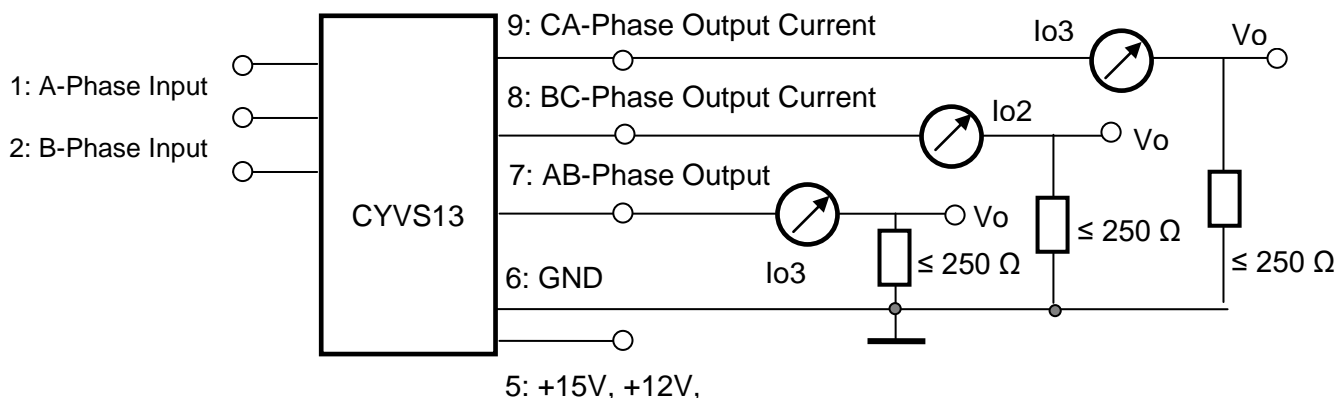 9: CA-Phase Output Current
Io3
Vo
1: A-Phase Input
8: BC-Phase Output Current
Io2
Vo
2: B-Phase Input
7: AB-Phase Output
CYVS13
Vo
≤ 250 Ω
≤ 250 Ω
≤ 250 Ω
Io3
6: GND
5: +15V, +12V,